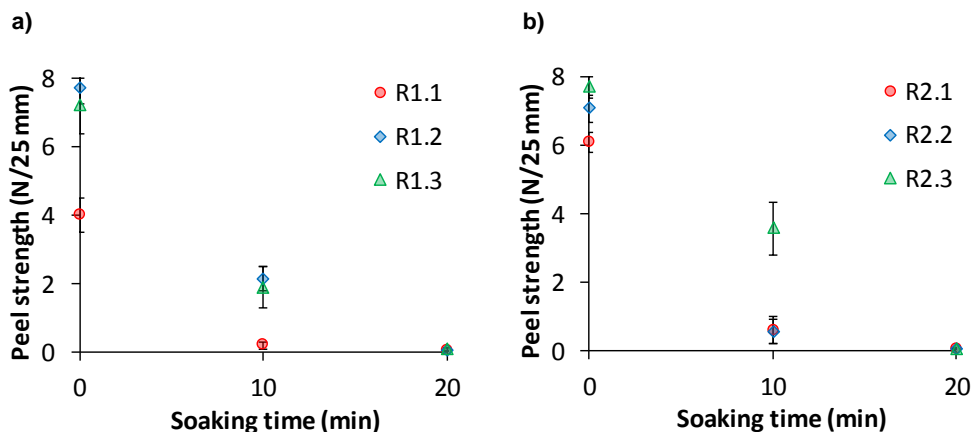 a)
Peel strength (N/25 mm)
8
6
4
2
0
0 10 20
Soaking time (min)
R1.1
R1.2
R1.3
b)
Peel strength (N/25 mm)
8
6
4
2
0
0 10 20
Soaking time (min)
R2.1
R2.2
R2.3